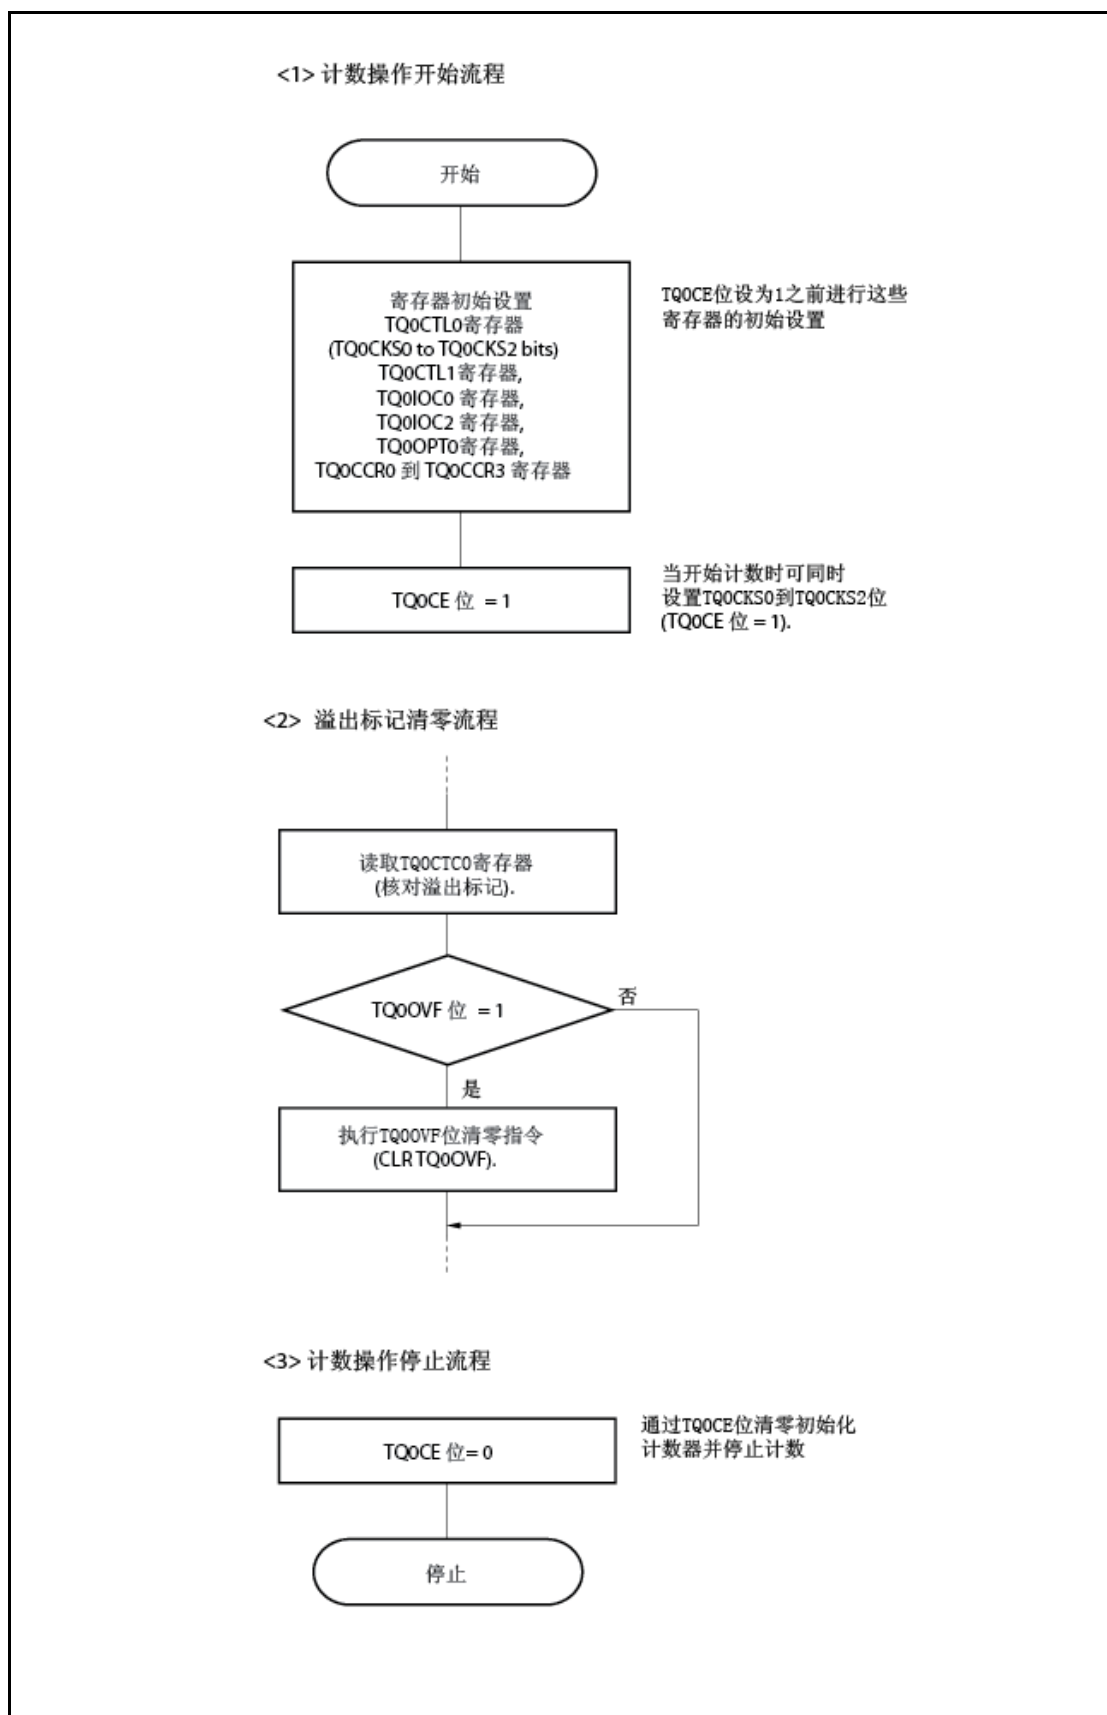 <1> 计数操作开始流程
开始
寄存器初始设置
TQ0CTL0寄存器
(TQ0CKS0 to TQ0CKS2 bits)
TQ0CTL1寄存器,
TQ0IOC0 寄存器,
TQ0IOC2 寄存器,
TQ0OPT0寄存器,
TQ0CCR0 到 TQ0CCR3 寄存器
TQ0CE位设为1之前进行这些
寄存器的初始设置
TQ0CE 位 = 1
当开始计数时可同时
设置TQ0CKS0到TQ0CKS2位
(TQ0CE 位 = 1).
<2> 溢出标记清零流程
读取TQ0CTC0寄存器
(核对溢出标记).
TQ0OVF 位 = 1
否
是
执行TQ0OVF位清零指令
(CLR TQ0OVF).
<3> 计数操作停止流程
TQ0CE 位= 0
通过TQ0CE位清零初始化
计数器并停止计数
停止